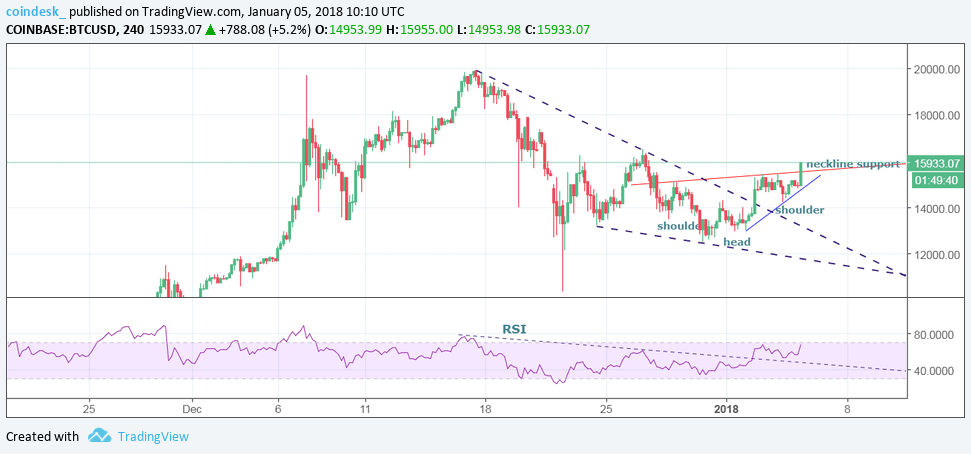 coindesk_ published on TradingView.com, January 05, 2018 10:10 UTC
COINBASE:BTCUSD, 240 15933.07 ▲ +788.08 (+5.2%) O:14953.99 H:15955.00 L:14953.98 C:15933.07
20000.00
18000.00
neckline support
15933.07
01:49:40
14000.00
shoulder
shoulde
head
12000.00
RSI
80.0000
40.0000
25 Dec 6 11 18 25 2018 8
Created with TradingView